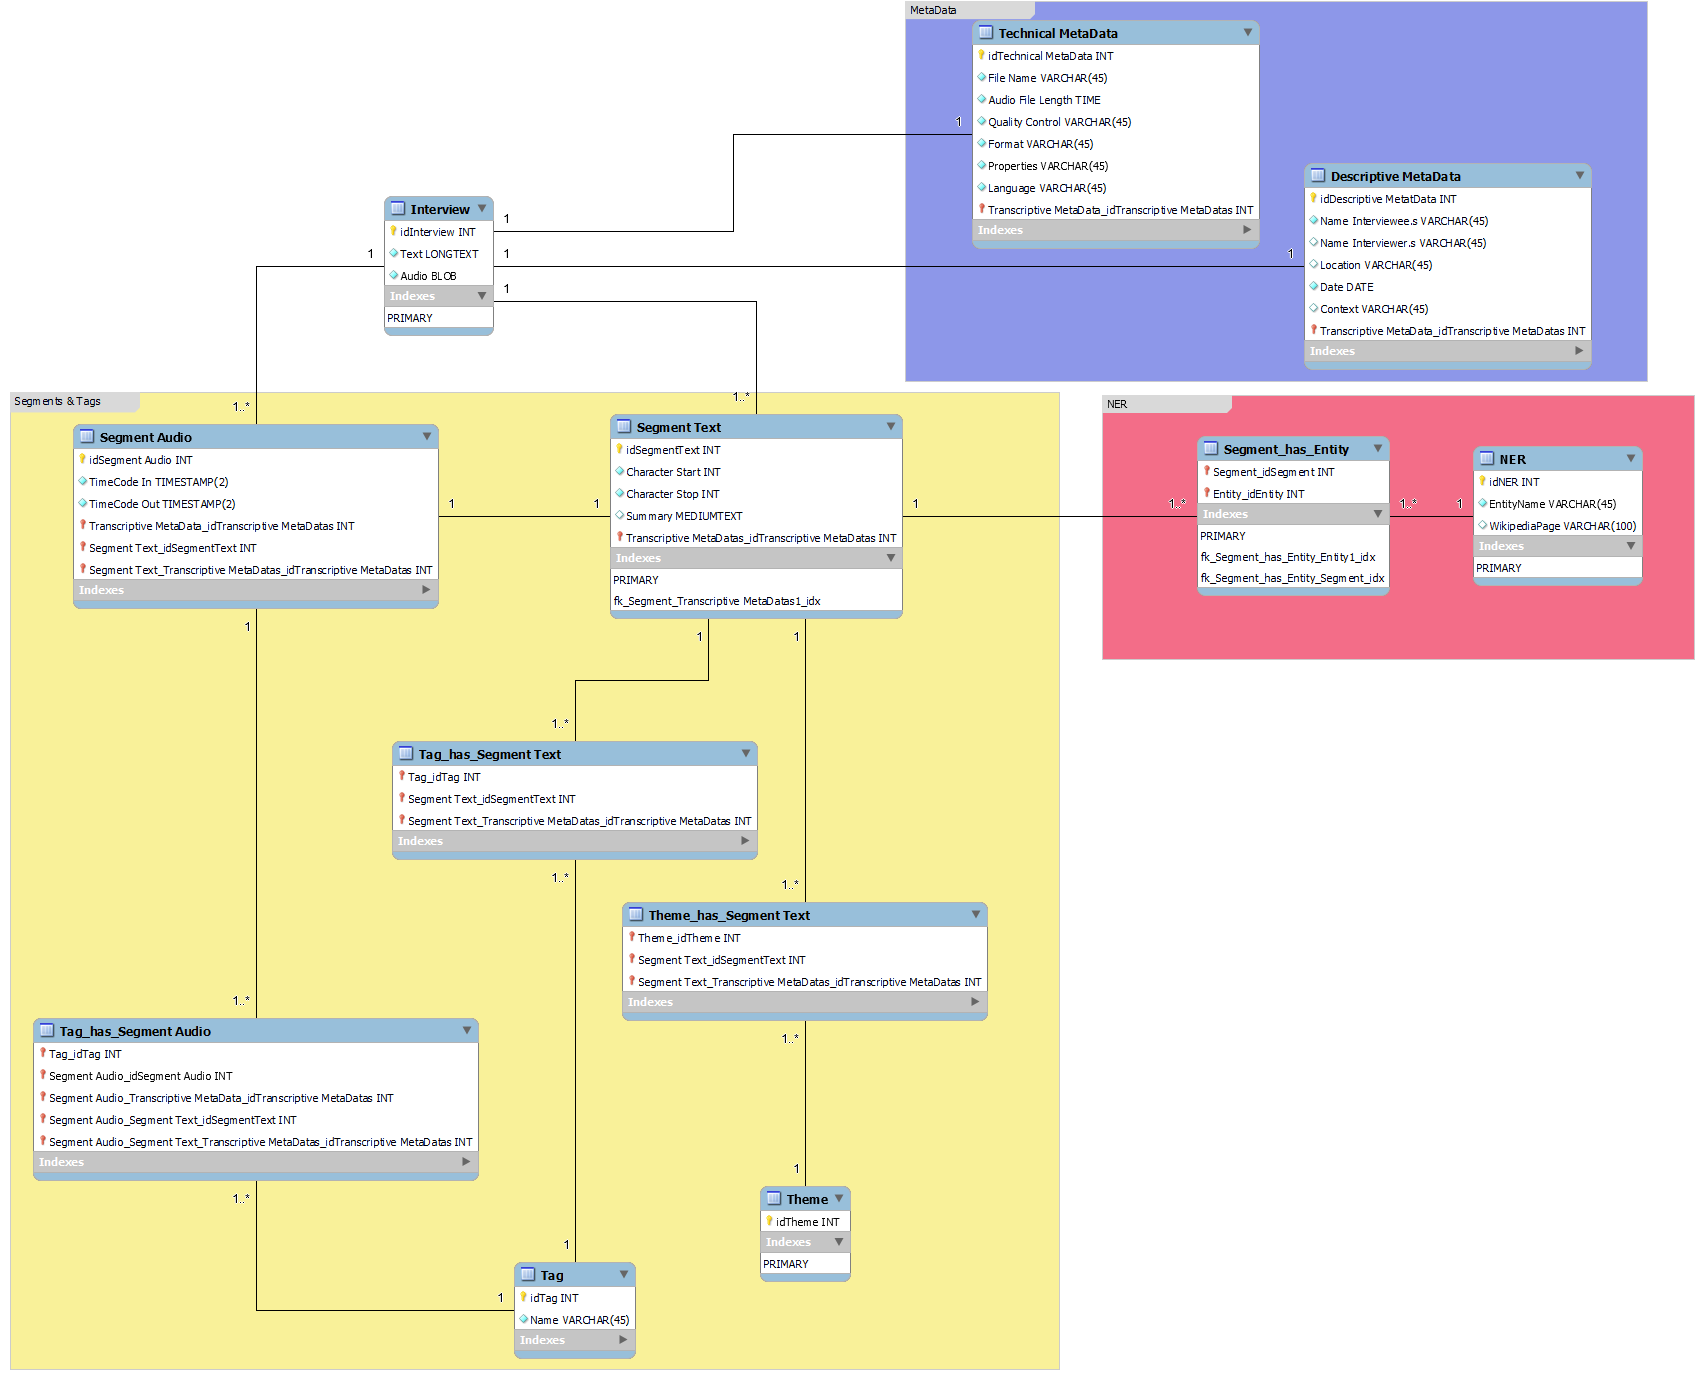 MetaData
Technical MetaData
idTechnical MetaData INT
File Name VARCHAR(45)
Audio File Length TIME
Quality Control VARCHAR(45)
Format VARCHAR(45)
Properties VARCHAR(45)
Language VARCHAR(45)
Transcriptive MetaData_idTranscriptive MetaDatas INT
Indexes
1
Descriptive MetaData
idDescriptive MetatData INT
Name Interviewee.s VARCHAR(45)
Name Interviewer.s VARCHAR(45)
Location VARCHAR(45)
Date DATE
Context VARCHAR(45)
Transcriptive MetaData_idTranscriptive MetaDatas INT
Indexes
1
Interview
idInterview INT
Text LONGTEXT
Audio BLOB
Indexes
PRIMARY
1
1
1
1
Segments & Tags
1..*
Segment Audio
idSegment Audio INT
TimeCode In TIMESTAMP(2)
TimeCode Out TIMESTAMP(2)
Transcriptive MetaData_idTranscriptive MetaDatas INT
Segment Text_idSegmentText INT
Segment Text_Transcriptive MetaDatas_idTranscriptive MetaDatas INT
Indexes
1
1
1
1..*
Segment Text
idSegmentText INT
Character Start INT
Character Stop INT
Summary MEDIUMTEXT
Transcriptive MetaDatas_idTranscriptive MetaDatas INT
Indexes
PRIMARY
fk_Segment_Transcriptive MetaDatas1_idx
1
1
1
NER
1..*
Segment_has_Entity
Segment_idSegment INT
Entity_idEntity INT
Indexes
PRIMARY
fk_Segment_has_Entity_Entity1_idx
fk_Segment_has_Entity_Segment_idx
1..*
1
NER
idNER INT
EntityName VARCHAR(45)
WikipediaPage VARCHAR(100)
Indexes
PRIMARY
1..*
Tag_has_Segment Text
Tag_idTag INT
Segment Text_idSegmentText INT
Segment Text_Transcriptive MetaDatas_idTranscriptive MetaDatas INT
Indexes
1..*
1..*
Theme_has_Segment Text
Theme_idTheme INT
Segment Text_idSegmentText INT
Segment Text_Transcriptive MetaDatas_idTranscriptive MetaDatas INT
Indexes
1..*
1..*
Tag_has_Segment Audio
Tag_idTag INT
Segment Audio_idSegment Audio INT
Segment Audio_Transcriptive MetaData_idTranscriptive MetaDatas INT
Segment Audio_Segment Text_idSegmentText INT
Segment Audio_Segment Text_Transcriptive MetaDatas_idTranscriptive MetaDatas INT
Indexes
1..*
1
Theme
idTheme INT
Indexes
PRIMARY
1
1
Tag
idTag INT
Name VARCHAR(45)
Indexes